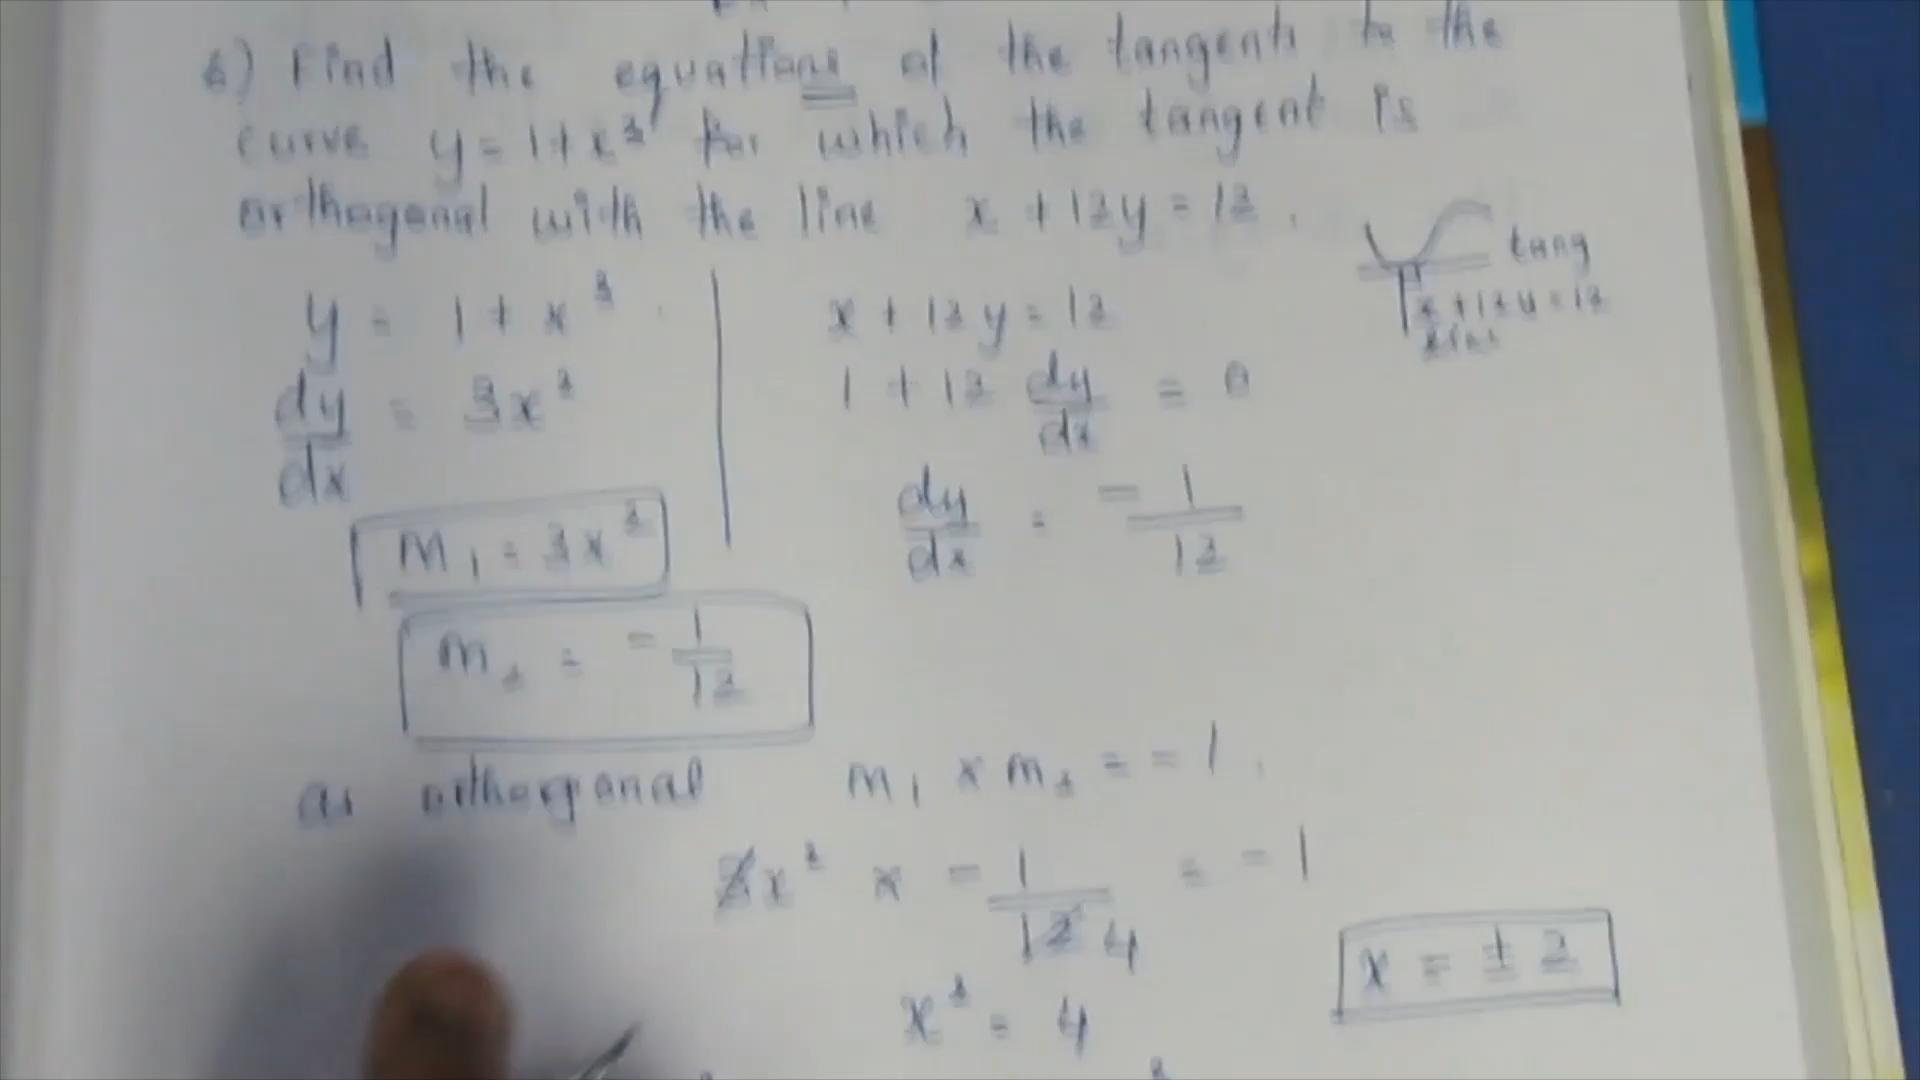 6) Find the equations of the tangents to the
curve y = 1 + x³ for which the tangent is
orthogonal with the line x + 12y = 12.
tang
x + 12y = 12
y = 1 + x³
x + 12y = 12
dy/dx = 3x²
1 + 12 dy/dx = 0
dy/dx = -1/12
m₁ = 3x²
m₂ = -1/12
as orthogonal m₁ × m₂ = -1.
3x² × -1/12 4 = -1
x² = 4
x = ± 2